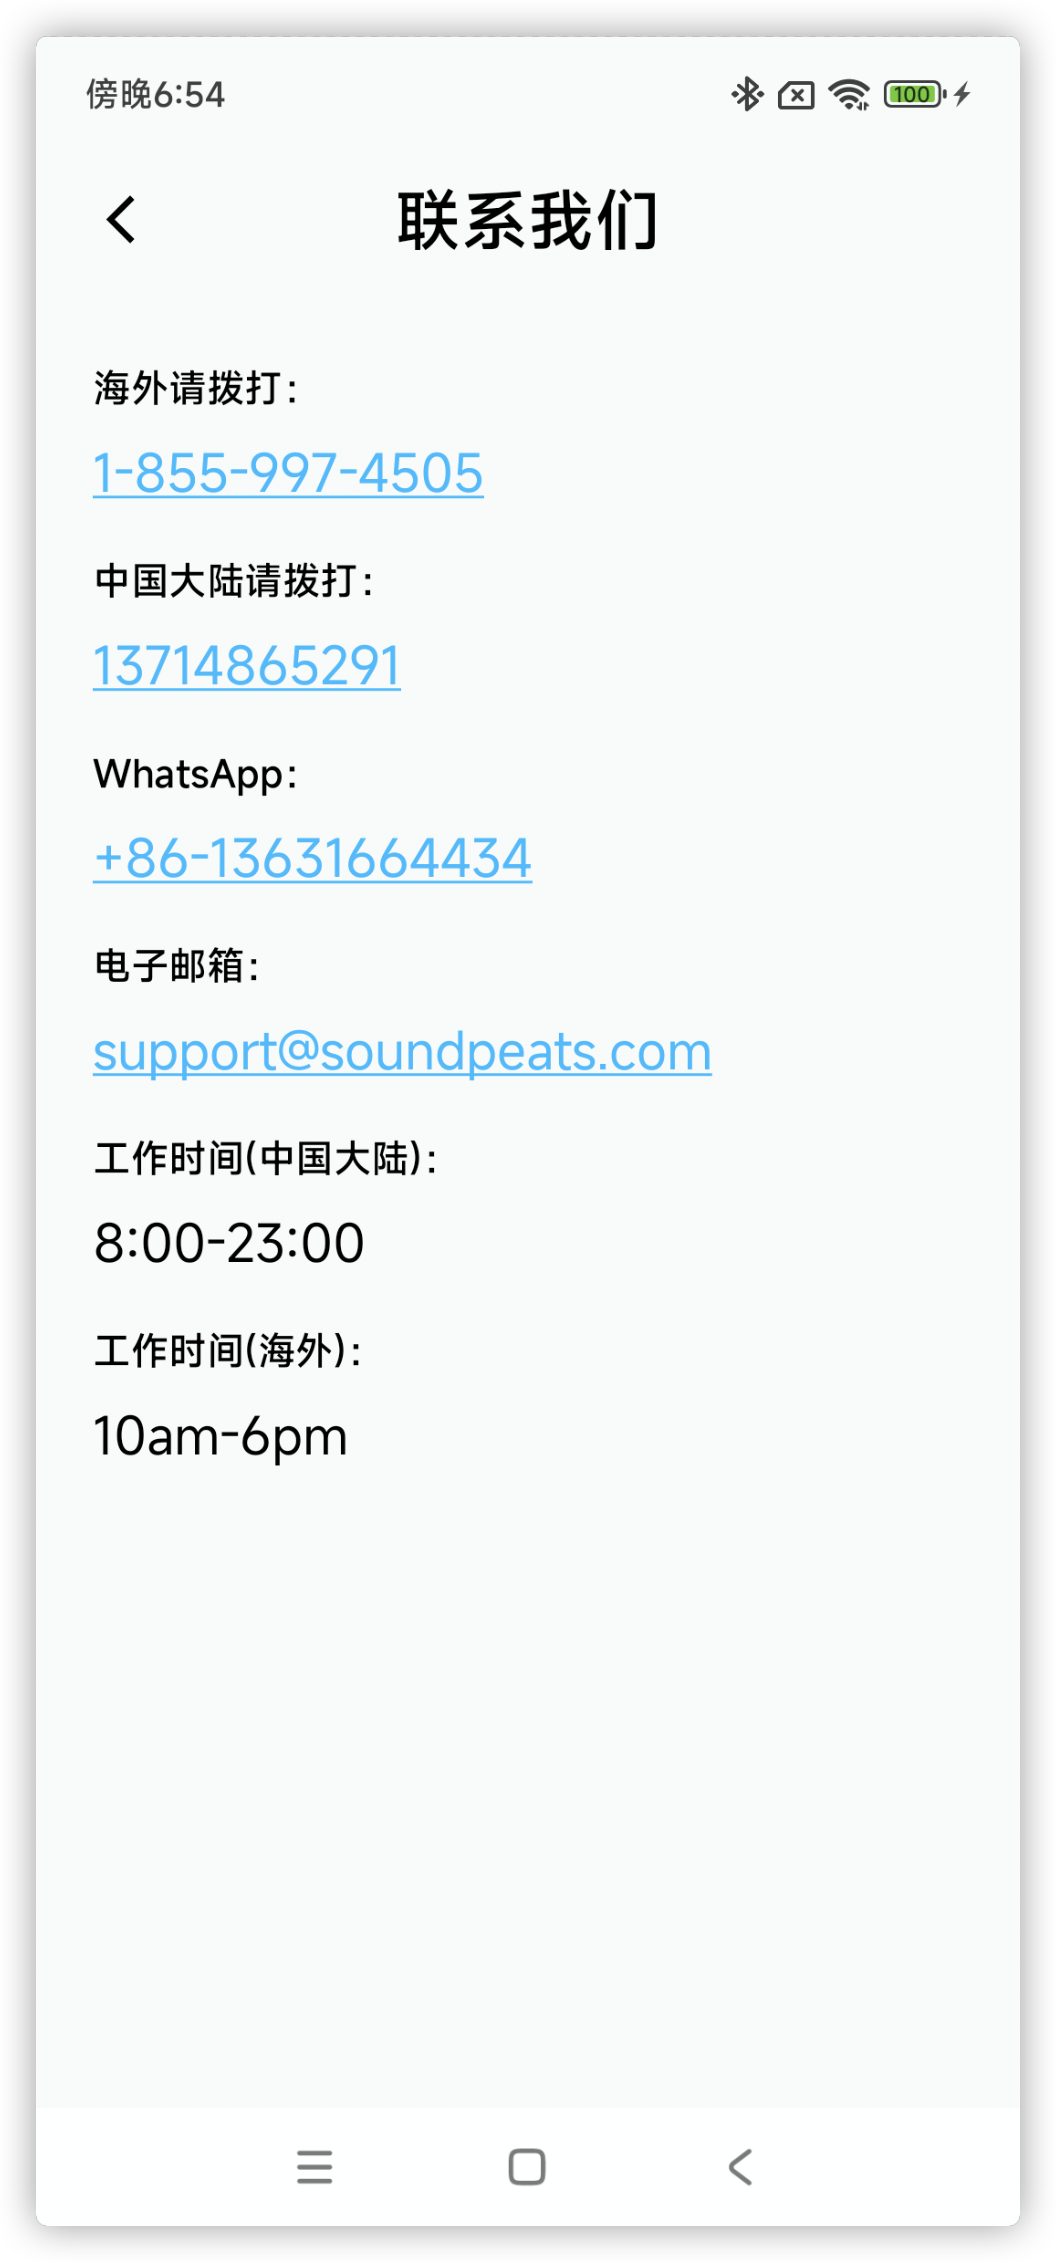 傍晚6:54
100
联系我们
海外请拨打：
1-855-997-4505
中国大陆请拨打：
13714865291
WhatsApp：
+86-13631664434
电子邮箱：
support@soundpeats.com
工作时间(中国大陆)：
8:00-23:00
工作时间(海外)：
10am-6pm